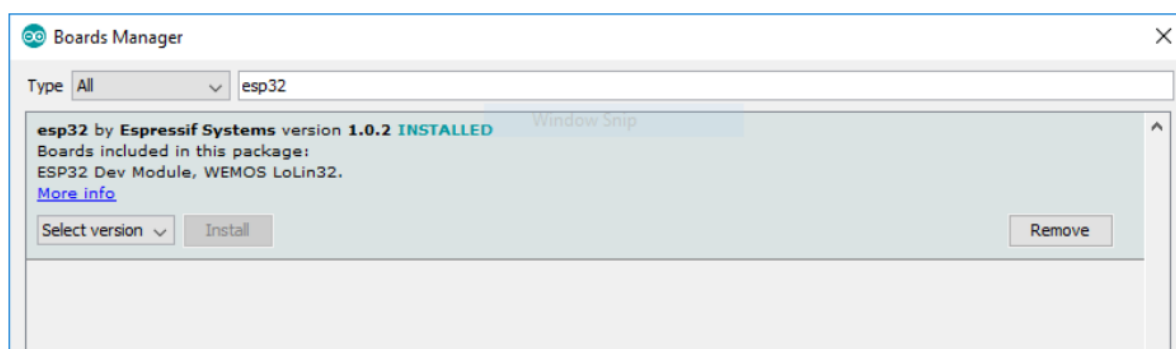 Boards Manager
Type All esp32
Window Snip
esp32 by Espressif Systems version 1.0.2 INSTALLED
Boards included in this package:
ESP32 Dev Module, WEMOS LoLin32.
More info
Select version Install Remove